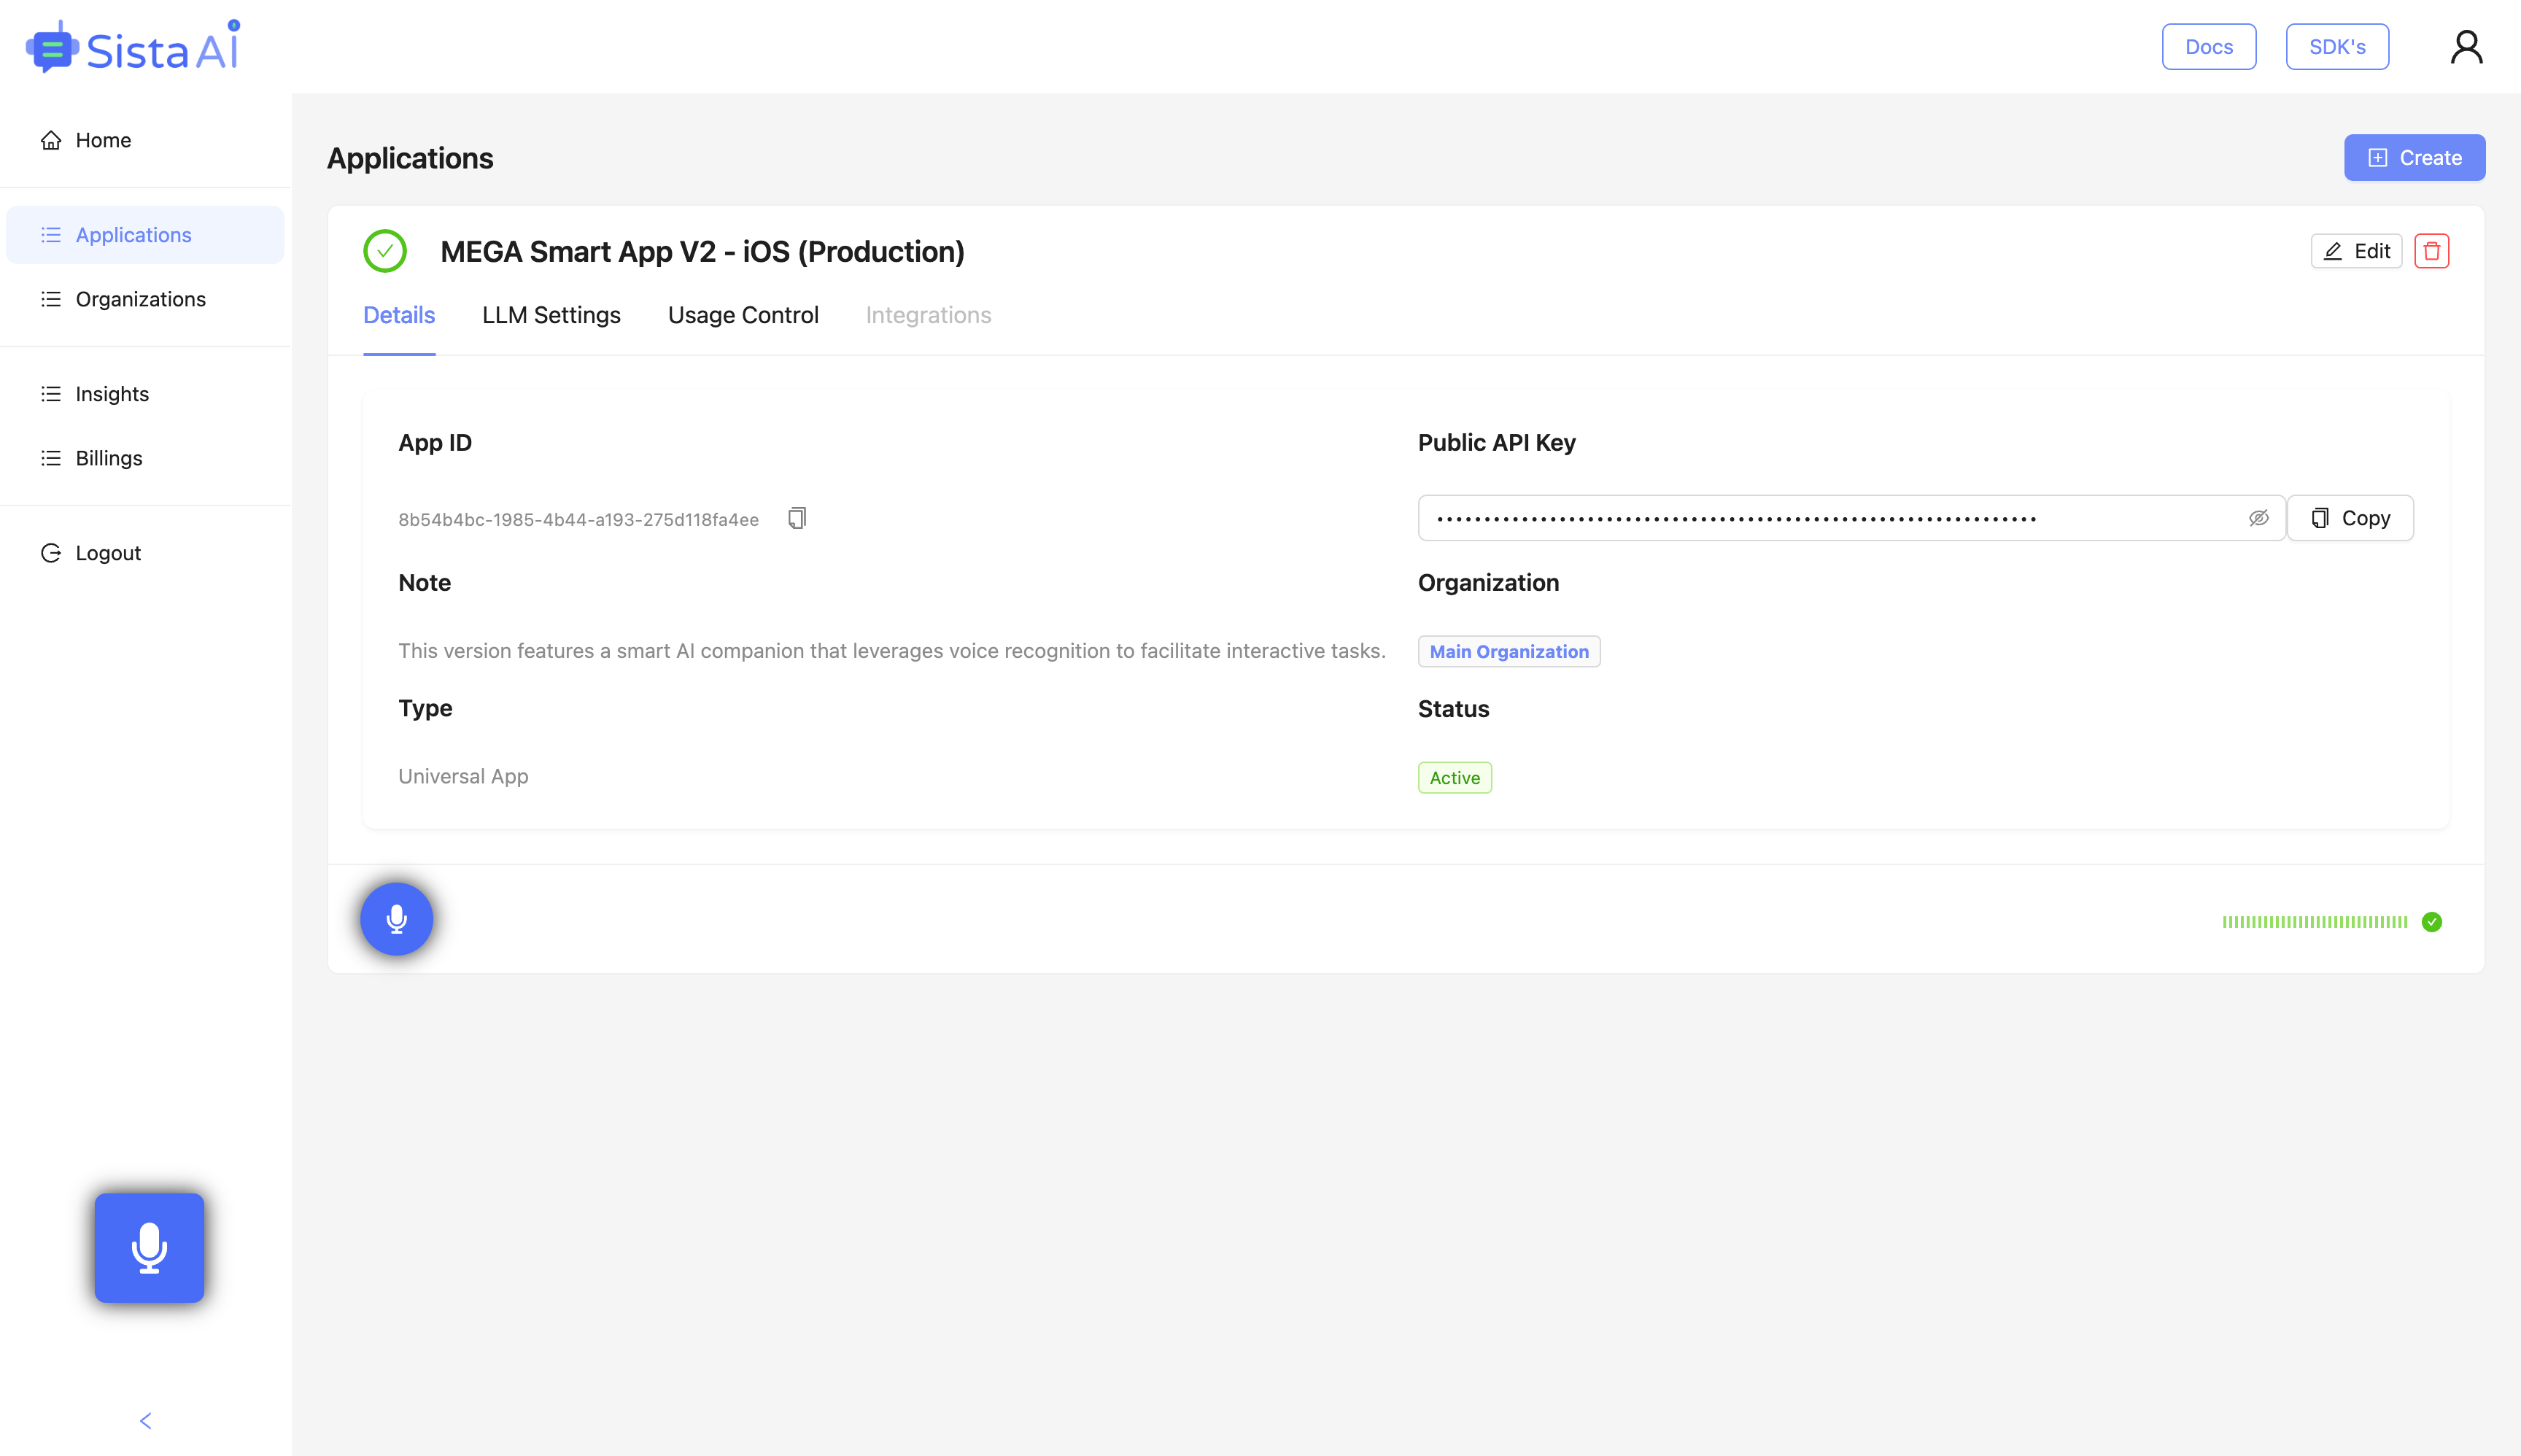 Sista AI
Docs
SDK's
Home
Applications
Organizations
Insights
Billings
Logout
Applications
Create
MEGA Smart App V2 - iOS (Production)
Edit
Details
LLM Settings
Usage Control
Integrations
App ID
Public API Key
8b54b4bc-1985-4b44-a193-275d118fa4ee
Copy
Note
Organization
This version features a smart AI companion that leverages voice recognition to facilitate interactive tasks.
Main Organization
Type
Status
Universal App
Active